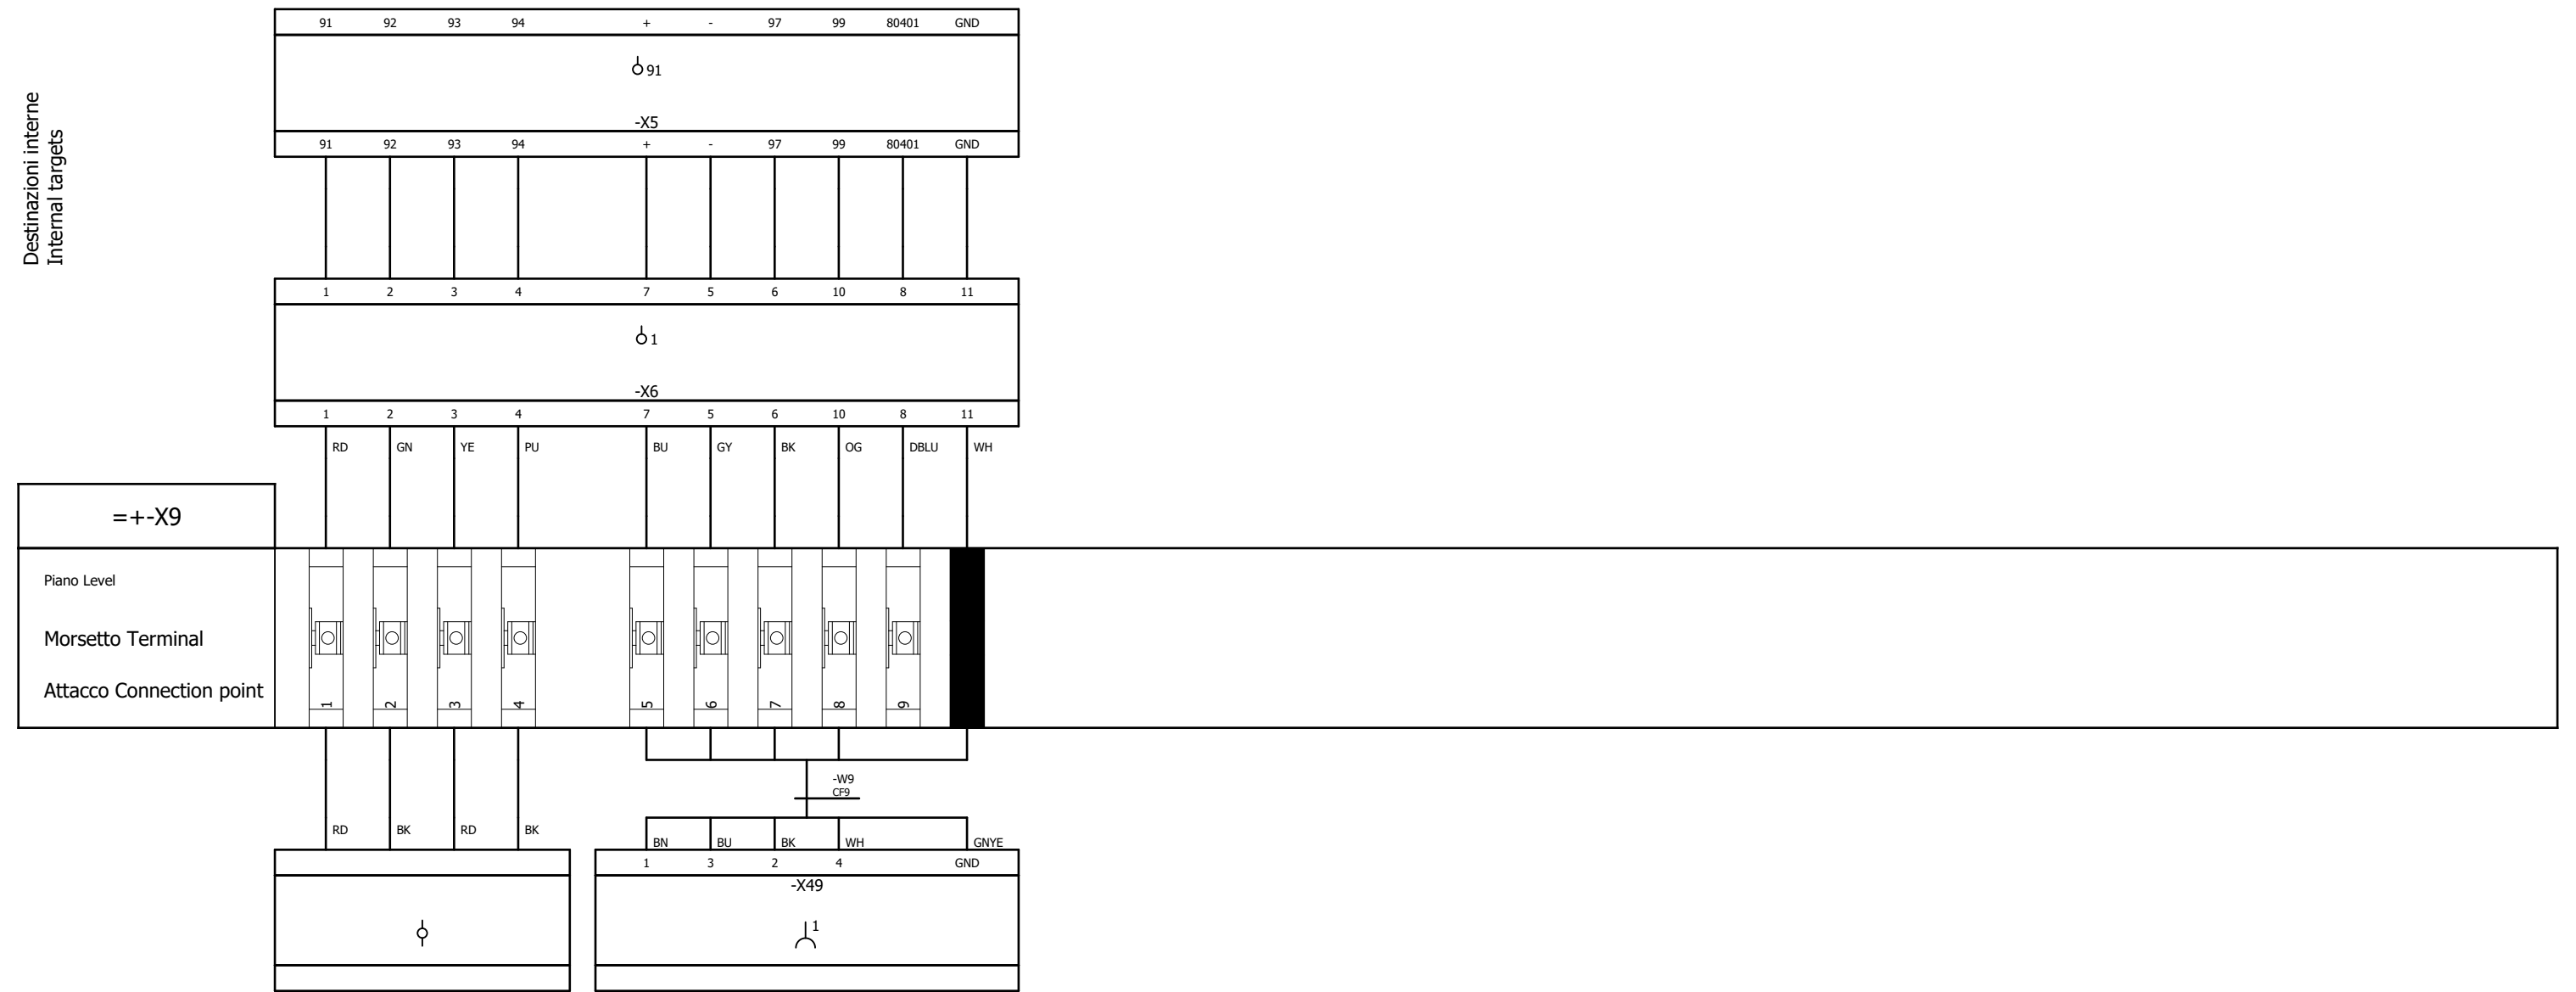 91 92 93 94 + - 97 99 80401 GND
91
-X5
91 92 93 94 + - 97 99 80401 GND
Destinazioni interne
Internal targets
1 2 3 4 7 5 6 10 8 11
1
-X6
1 2 3 4 7 5 6 10 8 11
RD GN YE PU BU GY BK OG DBLU WH
=+-X9
Piano Level
Morsetto Terminal
Attacco Connection point
1 2 3 4 5 6 7 8 9
-W9
CF9
RD BK RD BK
BN BU BK WH GNYE
1 3 2 4 GND
-X49
1